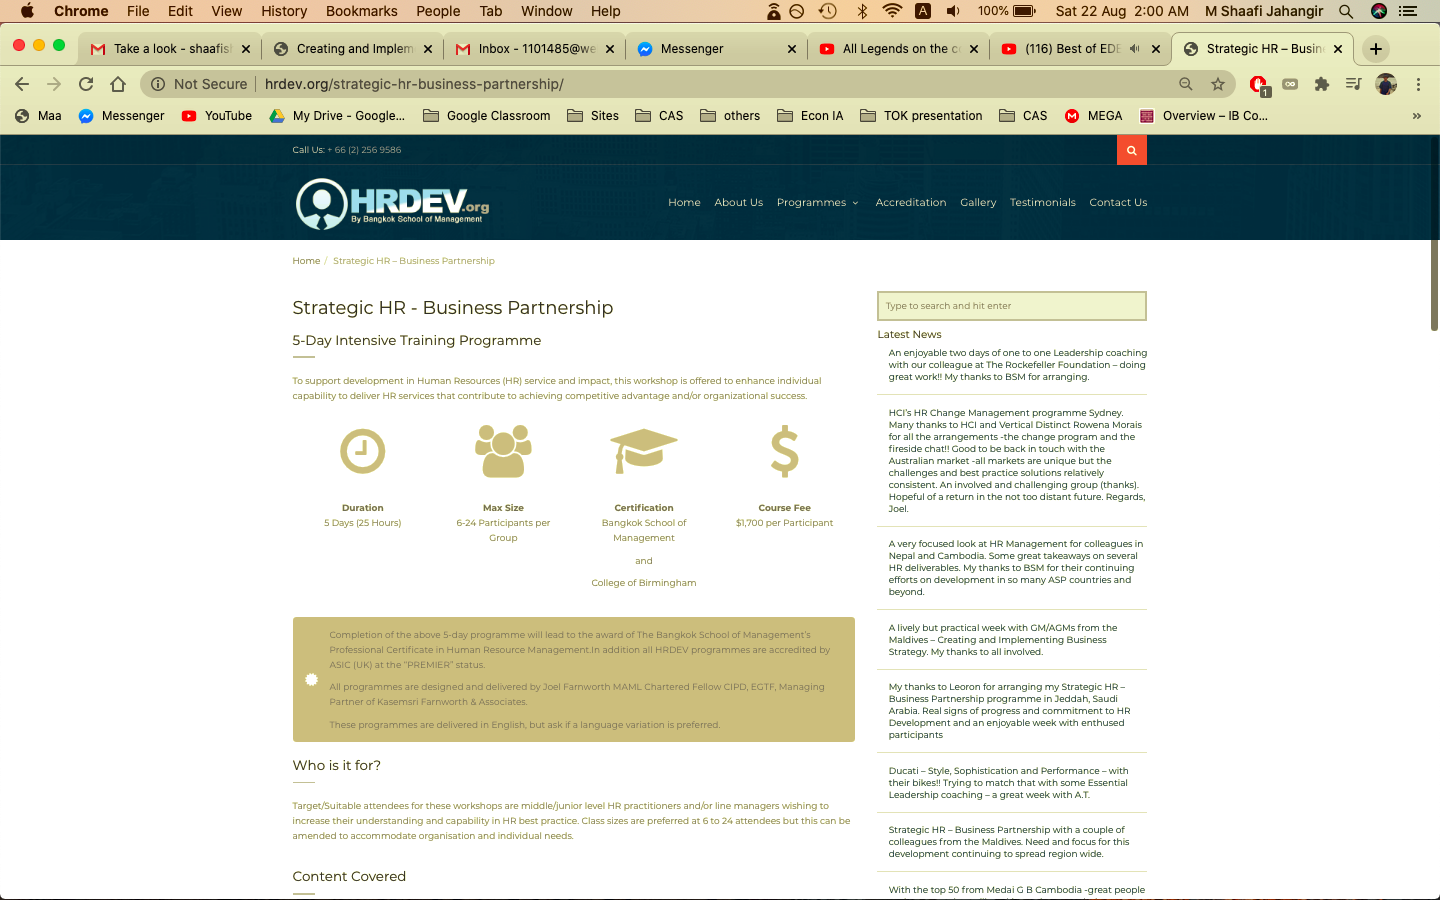 Chrome File Edit View History Bookmarks People Tab Window Help 100% Sat 22 Aug 2:00 AM M Shaafi Jahangir
Take a look - shaafis
Creating and Implem
Inbox - 1101485@we
Messenger
All Legends on the c
(116) Best of EDE
Strategic HR – Busin
Not Secure hrdev.org/strategic-hr-business-partnership/
1
Maa Messenger YouTube My Drive - Google... Google Classroom Sites CAS others Econ IA TOK presentation CAS MEGA Overview – IB Co... »
Call Us: + 66 (2) 256 9586
HRDEV.org
By Bangkok School of Management
Home About Us Programmes Accreditation Gallery Testimonials Contact Us
Home / Strategic HR – Business Partnership
Strategic HR - Business Partnership
5-Day Intensive Training Programme
To support development in Human Resources (HR) service and impact, this workshop is offered to enhance individual
capability to deliver HR services that contribute to achieving competitive advantage and/or organizational success.
Duration
5 Days (25 Hours)
Max Size
6-24 Participants per
Group
Certification
Bangkok School of
Management
and
College of Birmingham
Course Fee
$1,700 per Participant
Completion of the above 5-day programme will lead to the award of The Bangkok School of Management's
Professional Certificate in Human Resource Management.In addition all HRDEV programmes are accredited by
ASIC (UK) at the "PREMIER" status.
All programmes are designed and delivered by Joel Farnworth MAML Chartered Fellow CIPD, EGTF, Managing
Partner of Kasemsri Farnworth & Associates.
These programmes are delivered in English, but ask if a language variation is preferred.
Who is it for?
Target/Suitable attendees for these workshops are middle/junior level HR practitioners and/or line managers wishing to
increase their understanding and capability in HR best practice. Class sizes are preferred at 6 to 24 attendees but this can be
amended to accommodate organisation and individual needs.
Content Covered
Type to search and hit enter
Latest News
An enjoyable two days of one to one Leadership coaching
with our colleague at The Rockefeller Foundation – doing
great work!! My thanks to BSM for arranging.
HCI's HR Change Management programme Sydney.
Many thanks to HCI and Vertical Distinct Rowena Morais
for all the arrangements -the change program and the
fireside chat!! Good to be back in touch with the
Australian market -all markets are unique but the
challenges and best practice solutions relatively
consistent. An involved and challenging group (thanks).
Hopeful of a return in the not too distant future. Regards,
Joel.
A very focused look at HR Management for colleagues in
Nepal and Cambodia. Some great takeaways on several
HR deliverables. My thanks to BSM for their continuing
efforts on development in so many ASP countries and
beyond.
A lively but practical week with GM/AGMs from the
Maldives – Creating and Implementing Business
Strategy. My thanks to all involved.
My thanks to Leoron for arranging my Strategic HR –
Business Partnership programme in Jeddah, Saudi
Arabia. Real signs of progress and commitment to HR
Development and an enjoyable week with enthused
participants
Ducati – Style, Sophistication and Performance – with
their bikes!! Trying to match that with some Essential
Leadership coaching – a great week with A.T.
Strategic HR – Business Partnership with a couple of
colleagues from the Maldives. Need and focus for this
development continuing to spread region wide.
With the top 50 from Medai G B Cambodia -great people